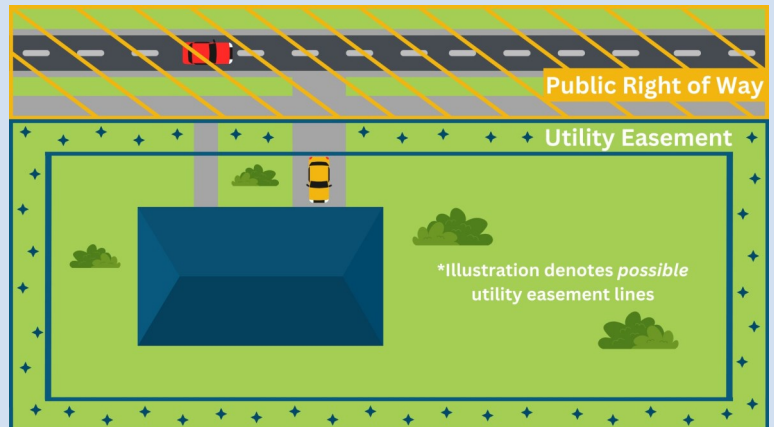 Public Right of Way
Utility Easement
*Illustration denotes possible
utility easement lines